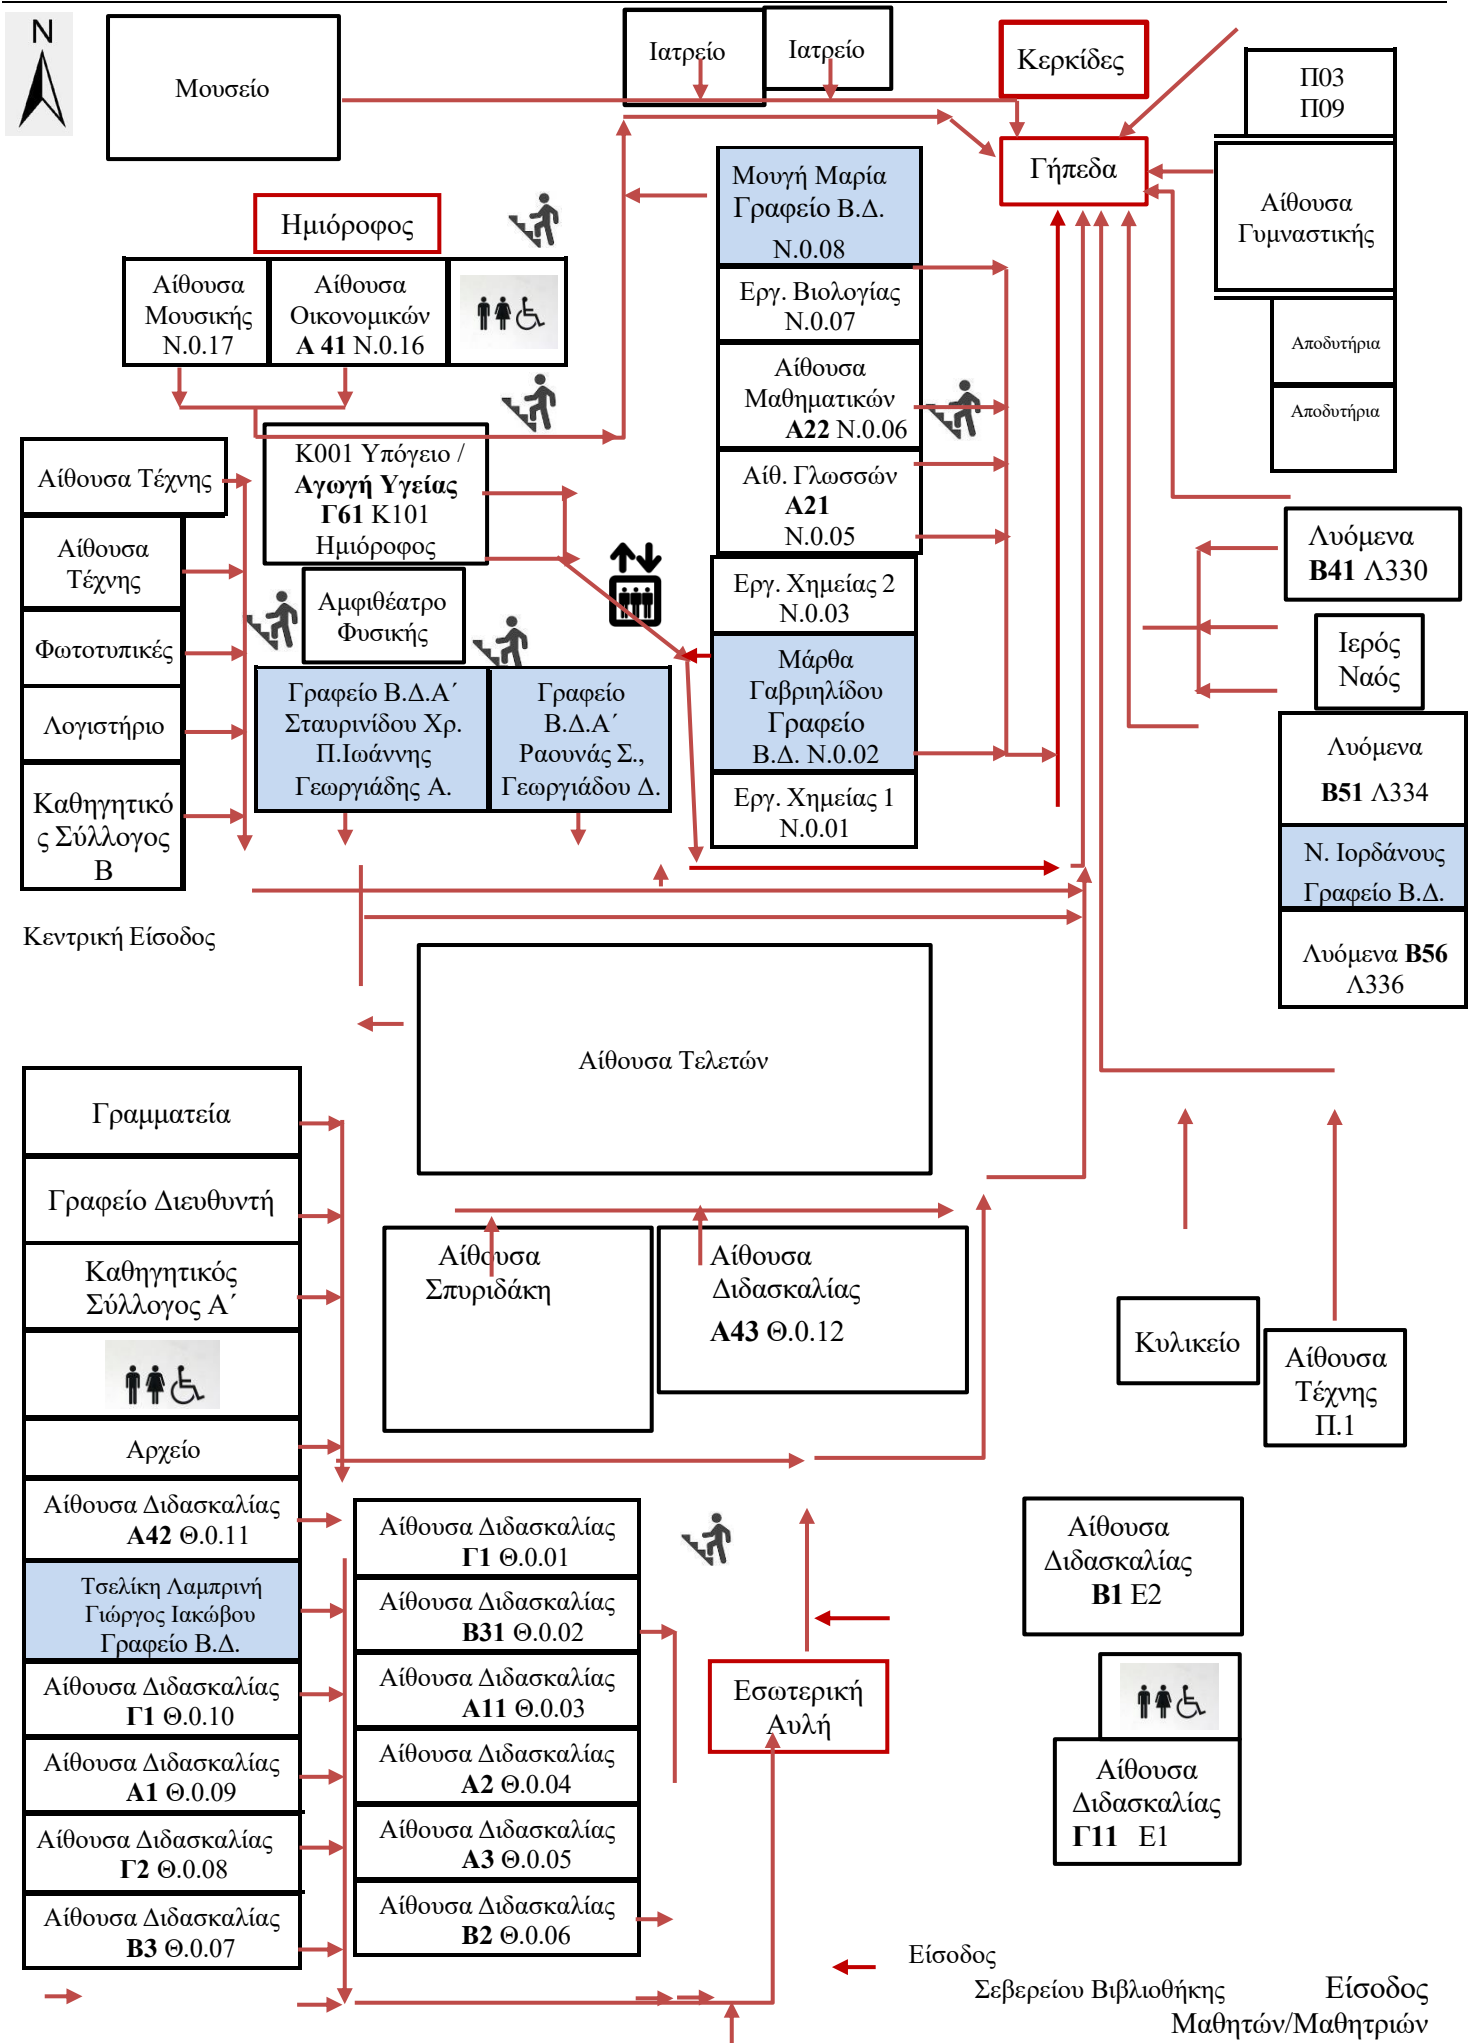 N
Μουσείο
Ιατρείο
Ιατρείο
Κερκίδες
Π03
Π09
Γήπεδα
Αίθουσα
Γυμναστικής
Αποδυτήρια
Αποδυτήρια
Μουγή Μαρία
Γραφείο Β.Δ.
Ν.0.08
Εργ. Βιολογίας
Ν.0.07
Αίθουσα
Μαθηματικών
Α22 Ν.0.06
Αίθ. Γλωσσών
Α21
Ν.0.05
Εργ. Χημείας 2
Ν.0.03
Μάρθα
Γαβριηλίδου
Γραφείο
Β.Δ. Ν.0.02
Εργ. Χημείας 1
Ν.0.01
Ημιόροφος
Αίθουσα
Μουσικής
Ν.0.17
Αίθουσα
Οικονομικών
Α 41 Ν.0.16
Κ001 Υπόγειο /
Αγωγή Υγείας
Γ61 Κ101
Ημιόροφος
Αμφιθέατρο
Φυσικής
Γραφείο Β.Δ.Α΄
Σταυρινίδου Χρ.
Π.Ιωάννης
Γεωργιάδης Α.
Γραφείο
Β.Δ.Α΄
Ραουνάς Σ.,
Γεωργιάδου Δ.
Αίθουσα Τέχνης
Αίθουσα
Τέχνης
Φωτοτυπικές
Λογιστήριο
Καθηγητικό
ς Σύλλογος
Β
Λυόμενα
Β41 Λ330
Ιερός
Ναός
Λυόμενα
Β51 Λ334
Ν. Ιορδάνους
Γραφείο Β.Δ.
Λυόμενα Β56
Λ336
Κεντρική Είσοδος
Αίθουσα Τελετών
Γραμματεία
Γραφείο Διευθυντή
Καθηγητικός
Σύλλογος Α΄
Αρχείο
Αίθουσα Διδασκαλίας
Α42 Θ.0.11
Τσελίκη Λαμπρινή
Γιώργος Ιακώβου
Γραφείο Β.Δ.
Αίθουσα Διδασκαλίας
Γ1 Θ.0.10
Αίθουσα Διδασκαλίας
Α1 Θ.0.09
Αίθουσα Διδασκαλίας
Γ2 Θ.0.08
Αίθουσα Διδασκαλίας
Β3 Θ.0.07
Αίθουσα
Σπυριδάκη
Αίθουσα
Διδασκαλίας
Α43 Θ.0.12
Κυλικείο
Αίθουσα
Τέχνης
Π.1
Αίθουσα Διδασκαλίας
Γ1 Θ.0.01
Αίθουσα Διδασκαλίας
Β31 Θ.0.02
Αίθουσα Διδασκαλίας
Α11 Θ.0.03
Αίθουσα Διδασκαλίας
Α2 Θ.0.04
Αίθουσα Διδασκαλίας
Α3 Θ.0.05
Αίθουσα Διδασκαλίας
Β2 Θ.0.06
Εσωτερική
Αυλή
Αίθουσα
Διδασκαλίας
Β1 Ε2
Αίθουσα
Διδασκαλίας
Γ11 Ε1
Είσοδος
Σεβερείου Βιβλιοθήκης
Είσοδος
Μαθητών/Μαθητριών